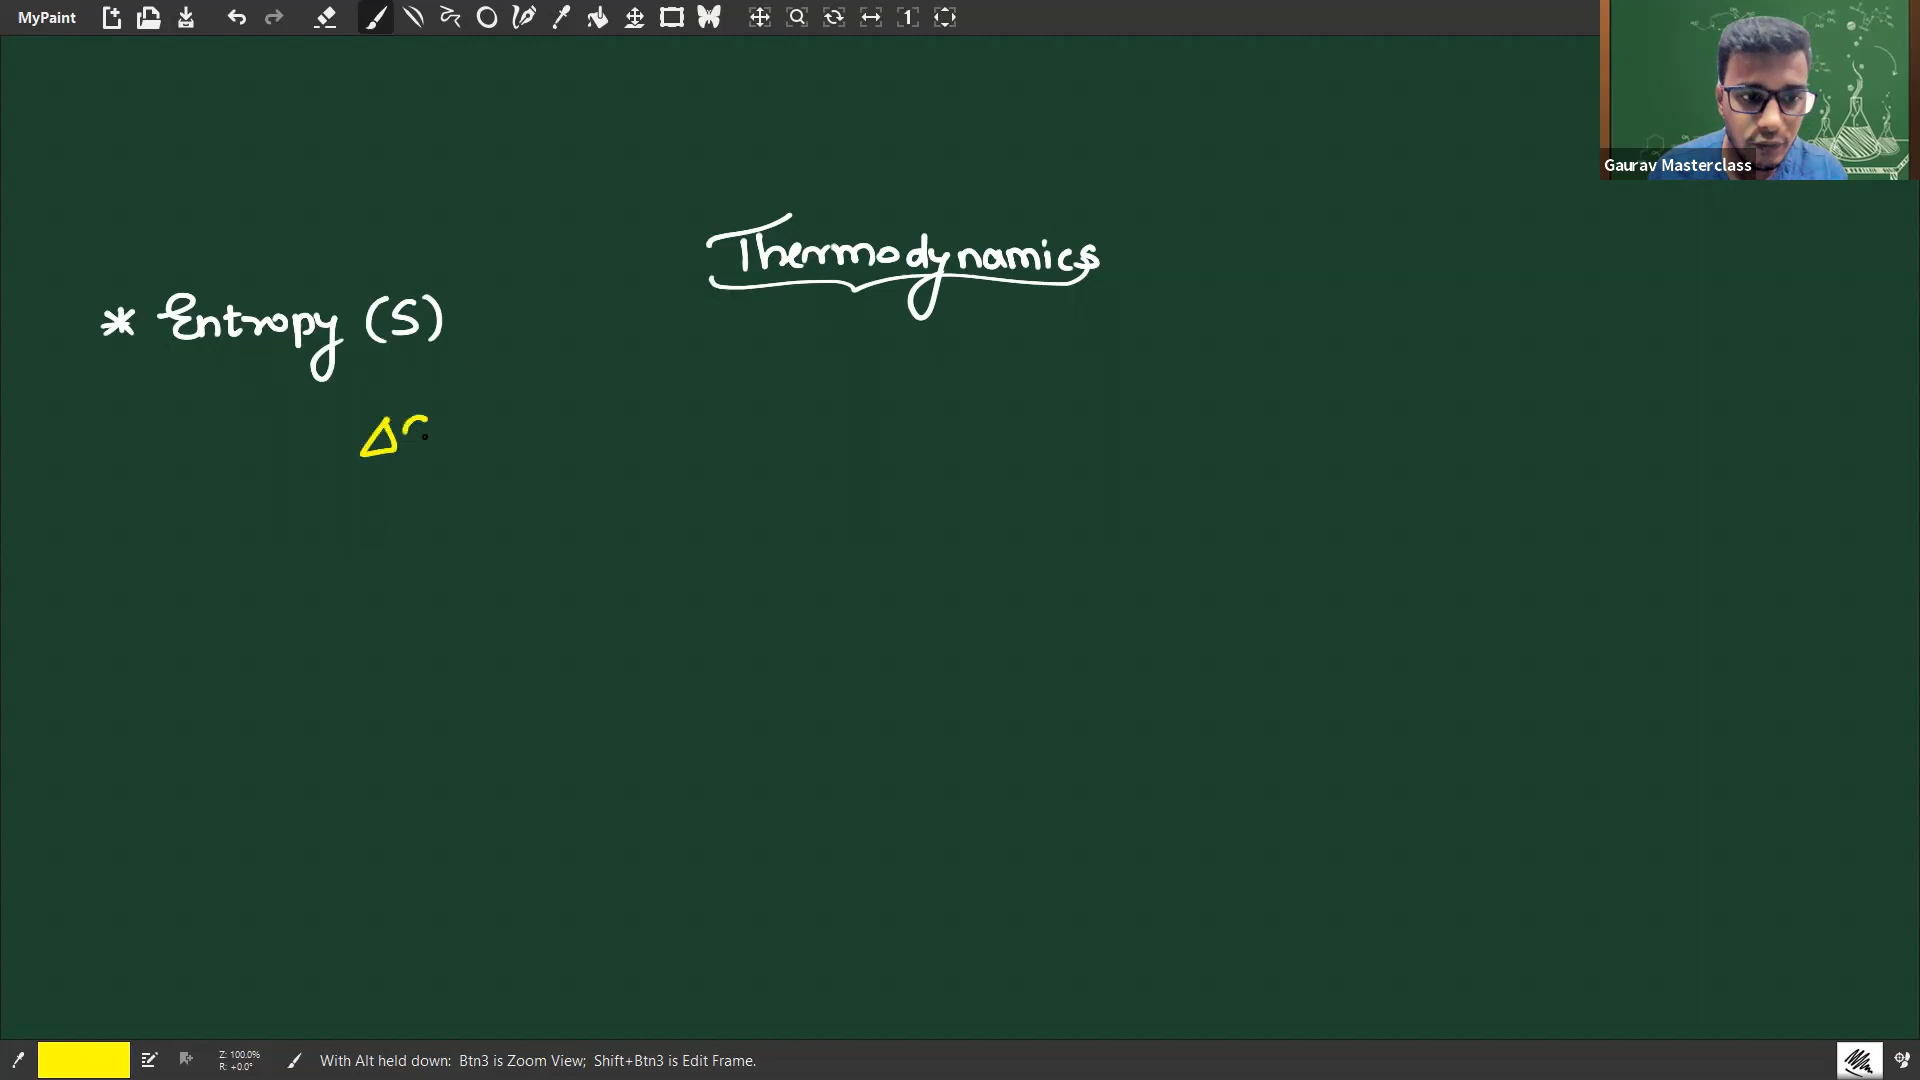 MyPaint
Gaurav Masterclass
Thermodynamics
* Entropy (S)
Δ
Z: 100.0%
R: +0.0°
With Alt held down: Btn3 is Zoom View; Shift+Btn3 is Edit Frame.